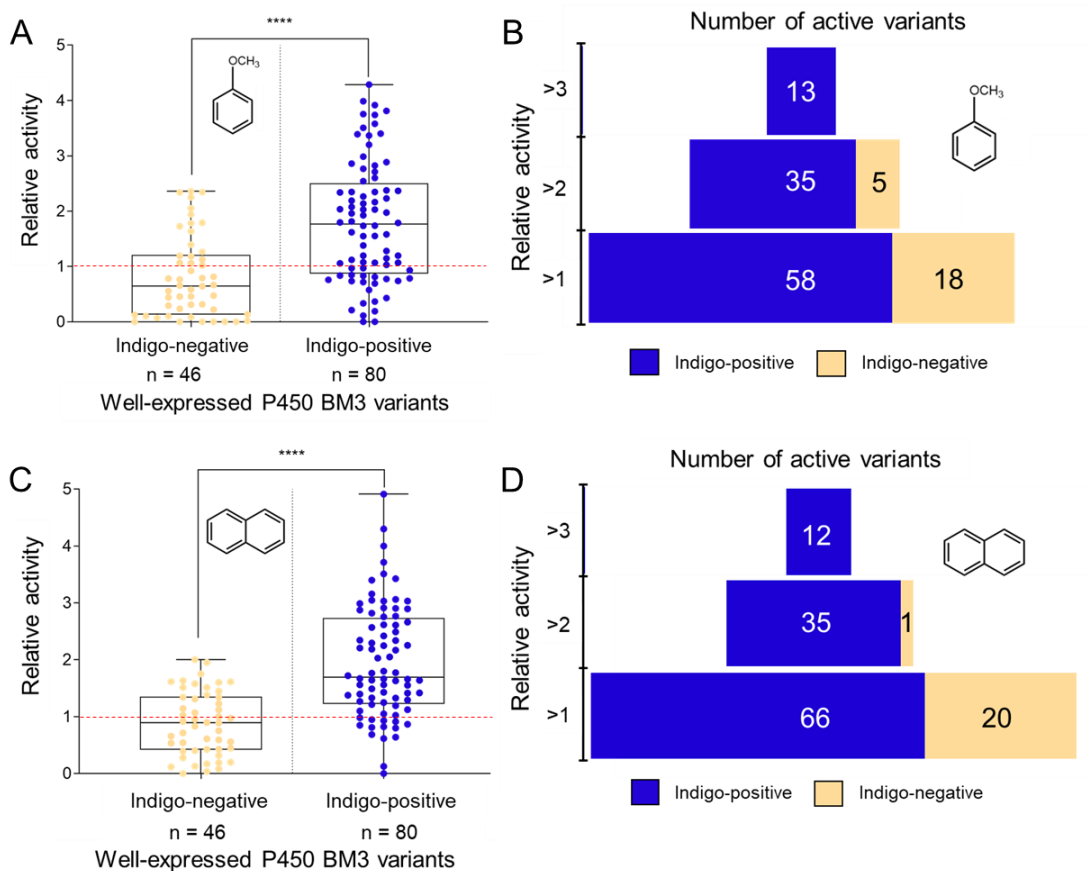 A
****
Relative activity
5
4
3
2
1
0
OCH₃
Indigo-negative
Indigo-positive
n = 46
n = 80
Well-expressed P450 BM3 variants
B
Number of active variants
Relative activity
>3
13
>2
35
5
>1
58
18
OCH₃
Indigo-positive
Indigo-negative
C
****
Relative activity
5
4
3
2
1
0
Indigo-negative
Indigo-positive
n = 46
n = 80
Well-expressed P450 BM3 variants
D
Number of active variants
Relative activity
>3
12
>2
35
1
>1
66
20
Indigo-positive
Indigo-negative